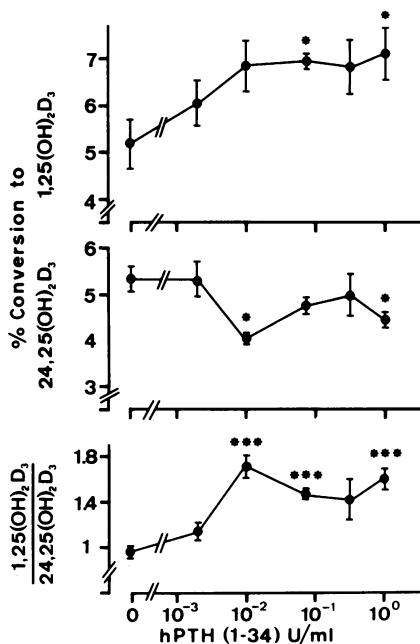 % Conversion to
1,25(OH)₂D₃
7
6
5
4
*
*
24,25(OH)₂D₃
6
5
4
3
*
*
1,25(OH)₂D₃
24,25(OH)₂D₃
1.8
1.4
1
***
***
***
0 10⁻³ 10⁻² 10⁻¹ 10⁰
hPTH (1-34) U/ml